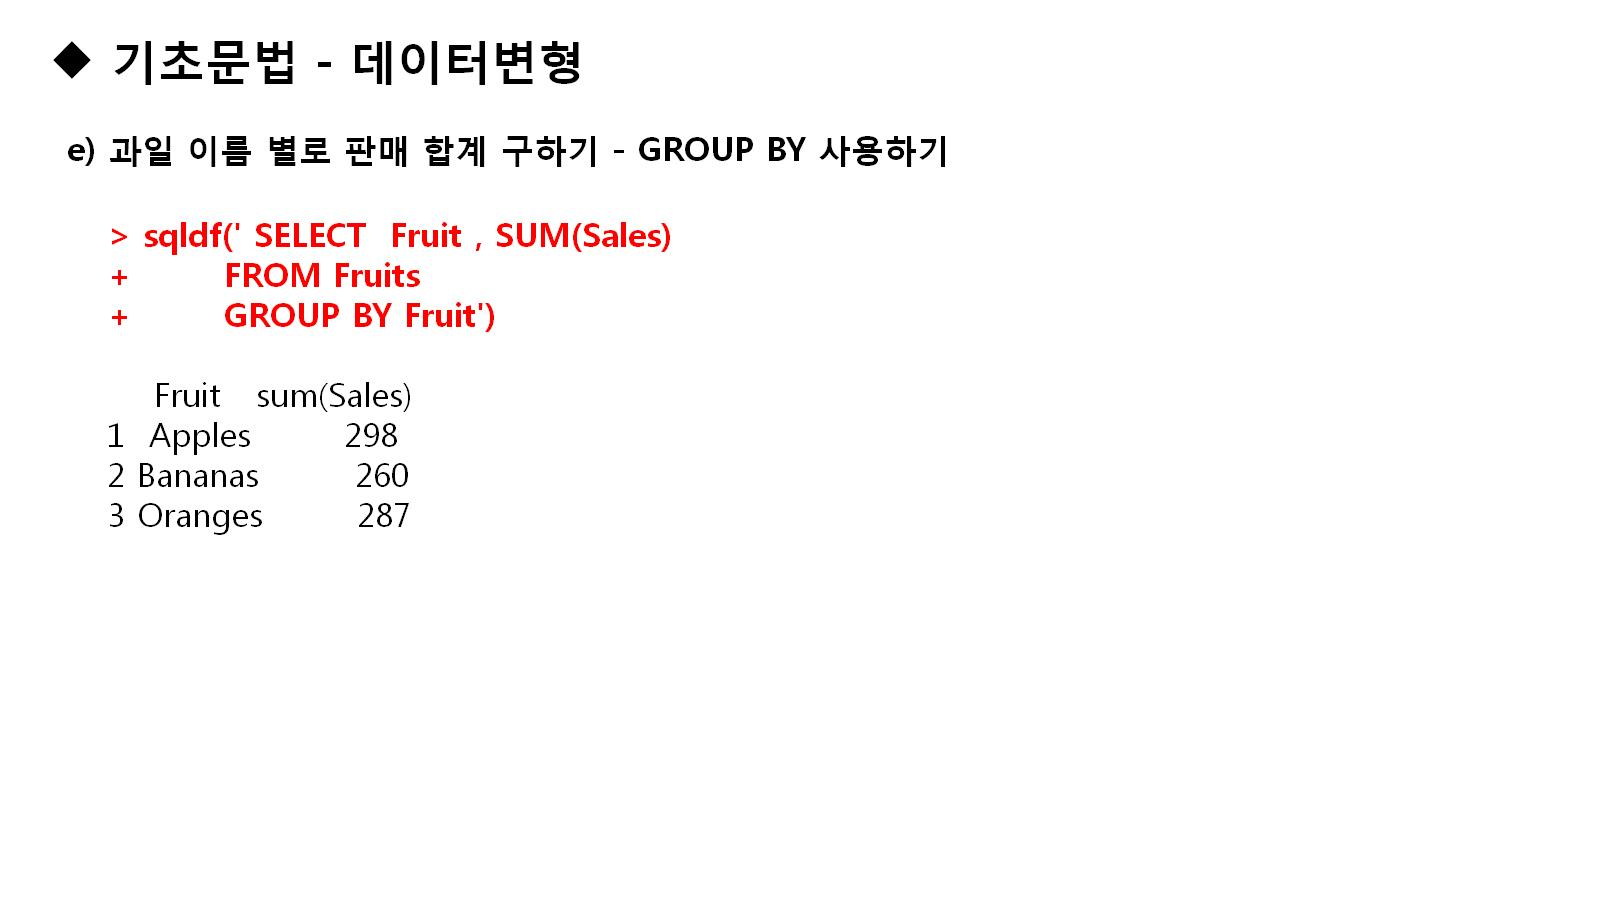 ◆ 기초문법 - 데이터변형
e) 과일 이름 별로 판매 합계 구하기 - GROUP BY 사용하기
> sqldf(' SELECT  Fruit , SUM(Sales)
+         FROM Fruits
+         GROUP BY Fruit')
Fruit   sum(Sales)
1  Apples        298
2 Bananas        260
3 Oranges        287